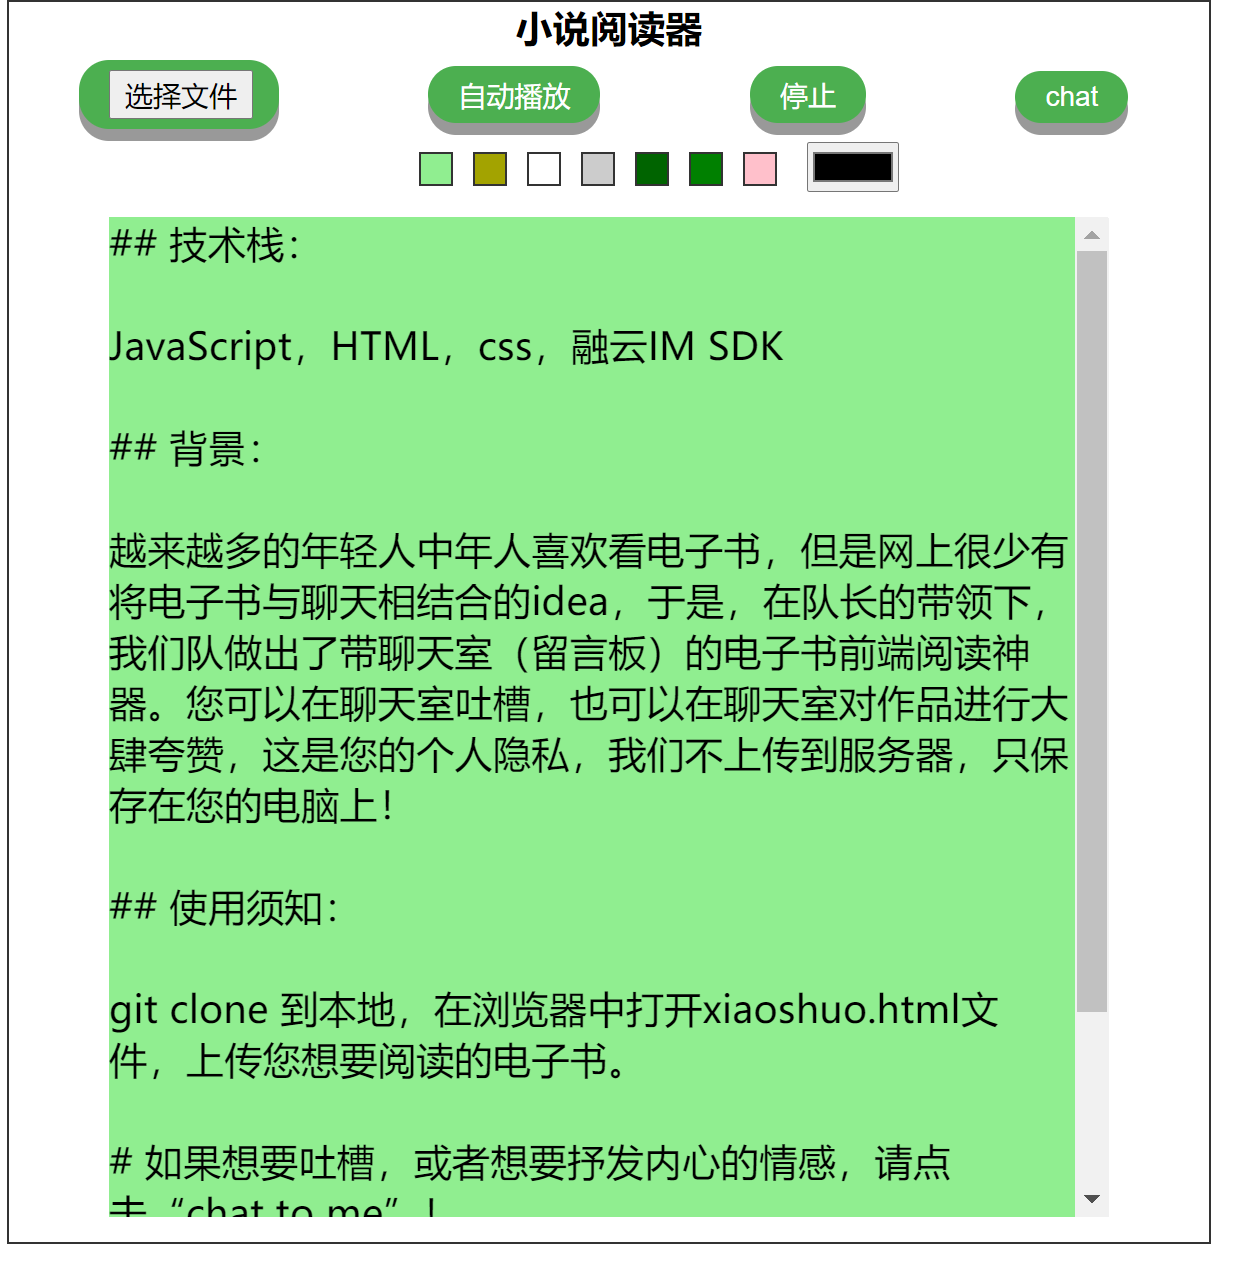 小说阅读器
选择文件
自动播放
停止
chat
## 技术栈：
JavaScript，HTML，css，融云IM SDK
## 背景：
越来越多的年轻人中年人喜欢看电子书，但是网上很少有
将电子书与聊天相结合的idea，于是，在队长的带领下，
我们队做出了带聊天室（留言板）的电子书前端阅读神
器。您可以在聊天室吐槽，也可以在聊天室对作品进行大
肆夸赞，这是您的个人隐私，我们不上传到服务器，只保
存在您的电脑上！
## 使用须知：
git clone 到本地，在浏览器中打开xiaoshuo.html文
件，上传您想要阅读的电子书。
# 如果想要吐槽，或者想要抒发内心的情感，请点
击“chat to me”！